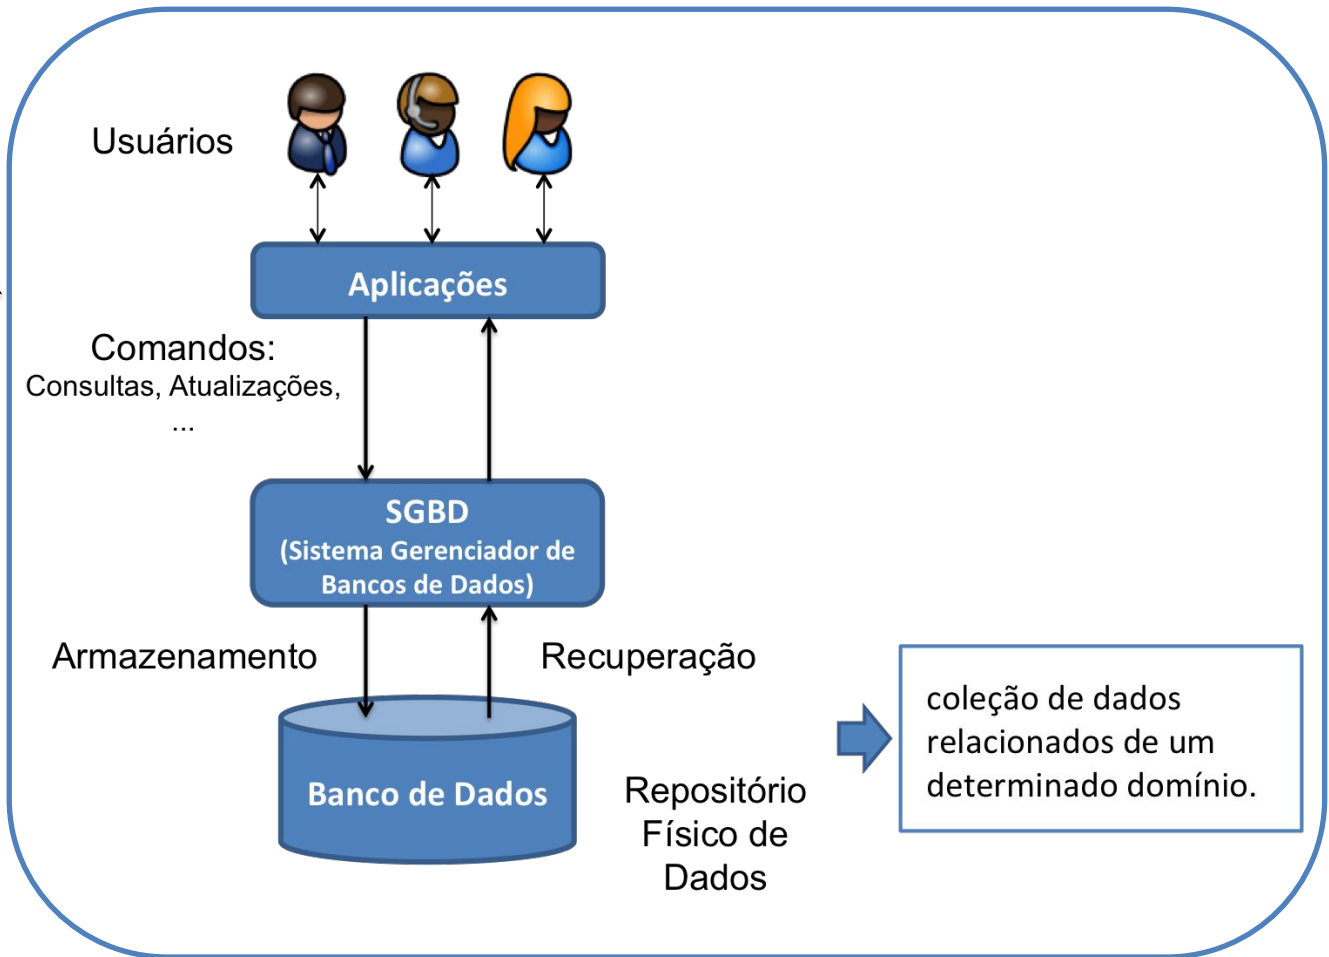 Usuários
Aplicações
Comandos:
Consultas, Atualizações,
...
SGBD
(Sistema Gerenciador de
Bancos de Dados)
Armazenamento
Recuperação
Banco de Dados
Repositório
Físico de
Dados
coleção de dados
relacionados de um
determinado domínio.